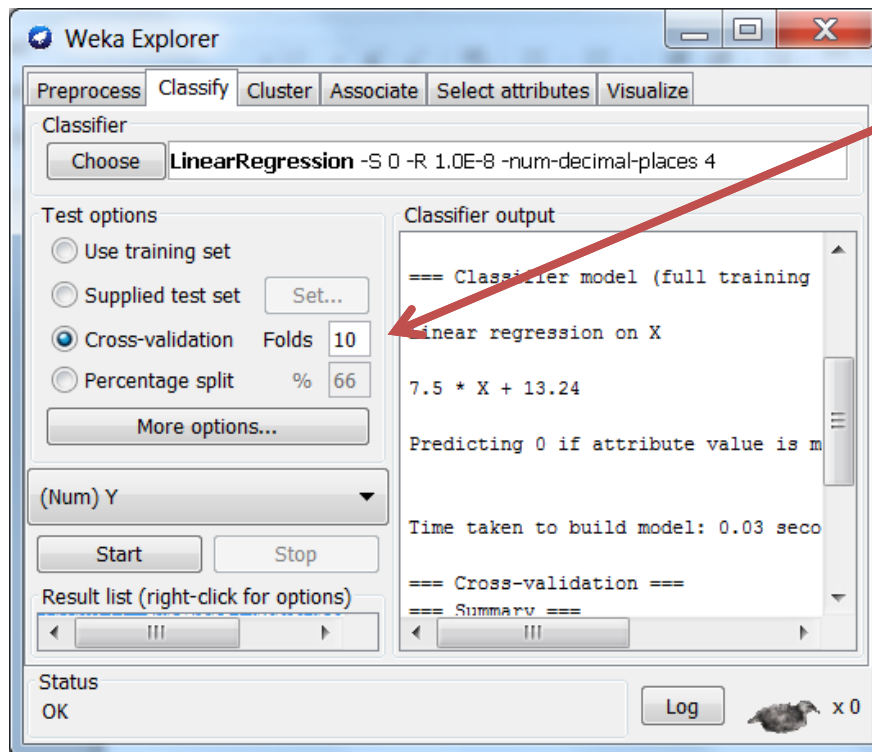 Weka Explorer
Preprocess Classify Cluster Associate Select attributes Visualize
Classifier
Choose LinearRegression -S 0 -R 1.0E-8 -num-decimal-places 4
Test options
Use training set
Supplied test set Set...
Cross-validation Folds 10
Percentage split % 66
More options...
(Num) Y
Start Stop
Result list (right-click for options)
Classifier output
=== Classifier model (full training
Linear regression on X
7.5 * X + 13.24
Predicting 0 if attribute value is m
Time taken to build model: 0.03 seco
=== Cross-validation ===
=== Summary ===
Status
OK
Log x 0